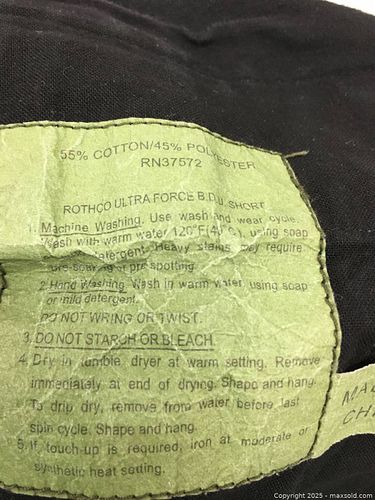 55% COTTON/45% POLYESTER
RN37572
ROTHCO ULTRA FORCE B.D.U. SHORT
1. Machine Washing. Use wash and wear cycle.
Wash with warm water 120°F(40°C), using soap
detergent. Heavy stains may require
pre-soaking or pre spotting.
2. Hand Washing. Wash in warm water, using soap
or mild detergent.
DO NOT WRING OR TWIST.
3. DO NOT STARCH OR BLEACH.
4. Dry in tumble dryer at warm setting. Remove
immediately at end of drying. Shape and hang.
To drip dry, remove from water before last
spin cycle. Shape and hang.
5. If touch-up is required, iron at moderate or
synthetic heat setting.
Copyright 2025 - maxsold.com